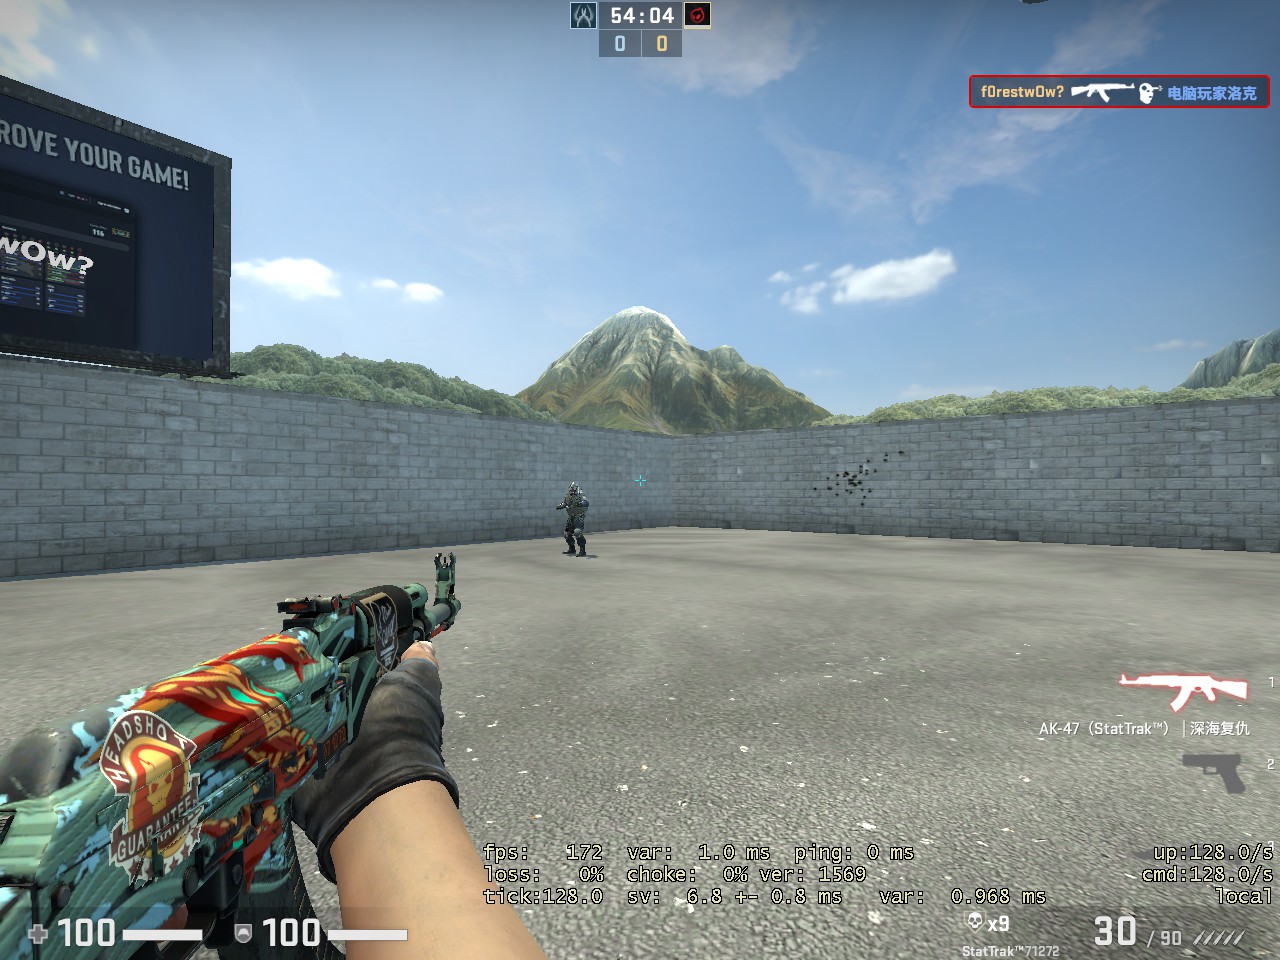 54:04
0 0
f0restw0w? 电脑玩家洛克
ROVE YOUR GAME!
116
wOw?
1
AK-47（StatTrak™）｜深海复仇
2
HEADSHOT
GUARANTEE
fps: 172 var: 1.0 ms ping: 0 ms
loss: 0% choke: 0% ver: 1569
tick:128.0 sv: 6.8 +- 0.8 ms var: 0.968 ms
up:128.0/s
cmd:128.0/s
local
100 100
x9
StatTrak™71272
30 / 90